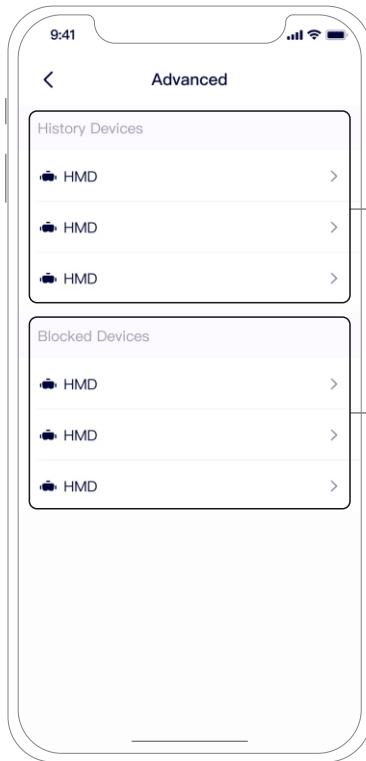 9:41
Advanced
History Devices
HMD
HMD
HMD
Blocked Devices
HMD
HMD
HMD